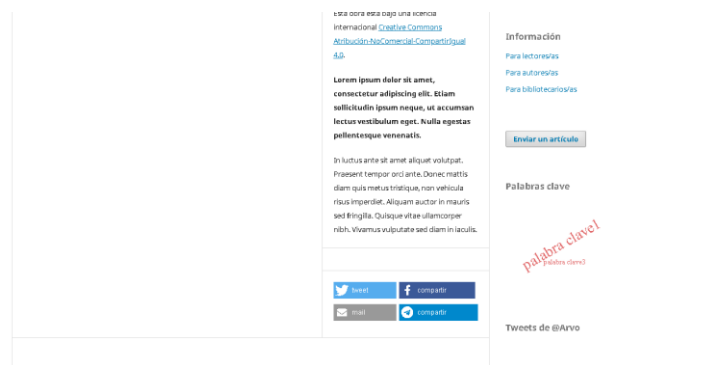 Esta obra está bajo una licencia
internacional Creative Commons
Atribución-NoComercial-CompartirIgual
4.0.
Lorem ipsum dolor sit amet,
consectetur adipiscing elit. Etiam
sollicitudin ipsum neque, ut accumsan
lectus vestibulum eget. Nulla egestas
pellentesque venenatis.
In luctus ante sit amet aliquet volutpat.
Praesent tempor orci ante. Donec mattis
diam quis metus tristique, non vehicula
risus imperdiet. Aliquam auctor in mauris
sed fringilla. Quisque vitae ullamcorper
nibh. Vivamus vulputate sed diam in iaculis.
tweet
compartir
mail
compartir
Información
Para lectores/as
Para autores/as
Para bibliotecarios/as
Enviar un artículo
Palabras clave
palabra clave1
palabra clave3
Tweets de @Arvo